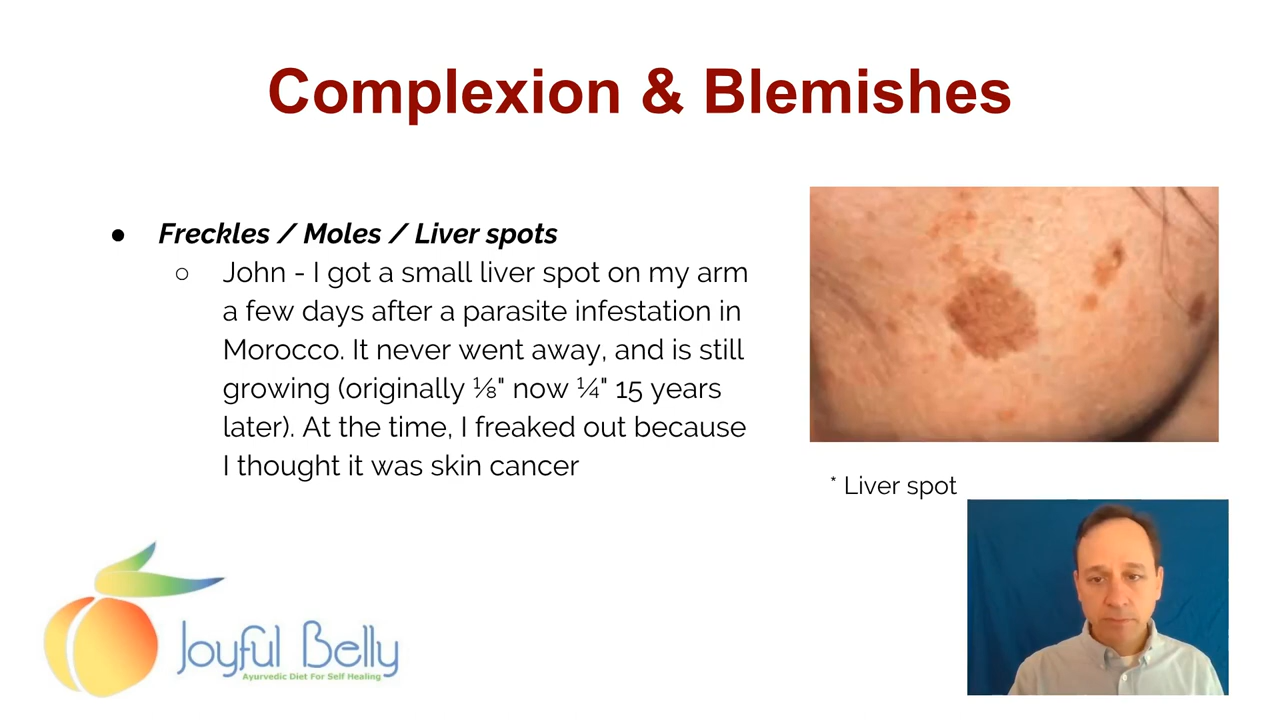 Complexion & Blemishes
● Freckles / Moles / Liver spots
○ John - I got a small liver spot on my arm
a few days after a parasite infestation in
Morocco. It never went away, and is still
growing (originally ⅛" now ¼" 15 years
later). At the time, I freaked out because
I thought it was skin cancer
* Liver spot
Joyful Belly
Ayurvedic Diet For Self Healing